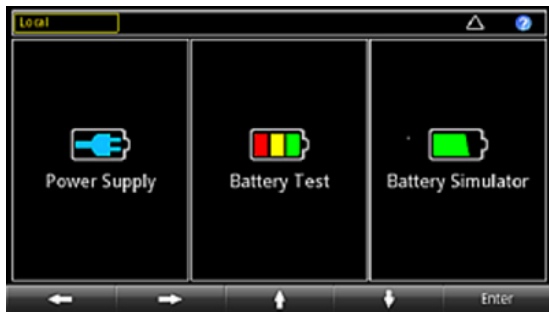 Local
Power Supply
Battery Test
Battery Simulator
Enter